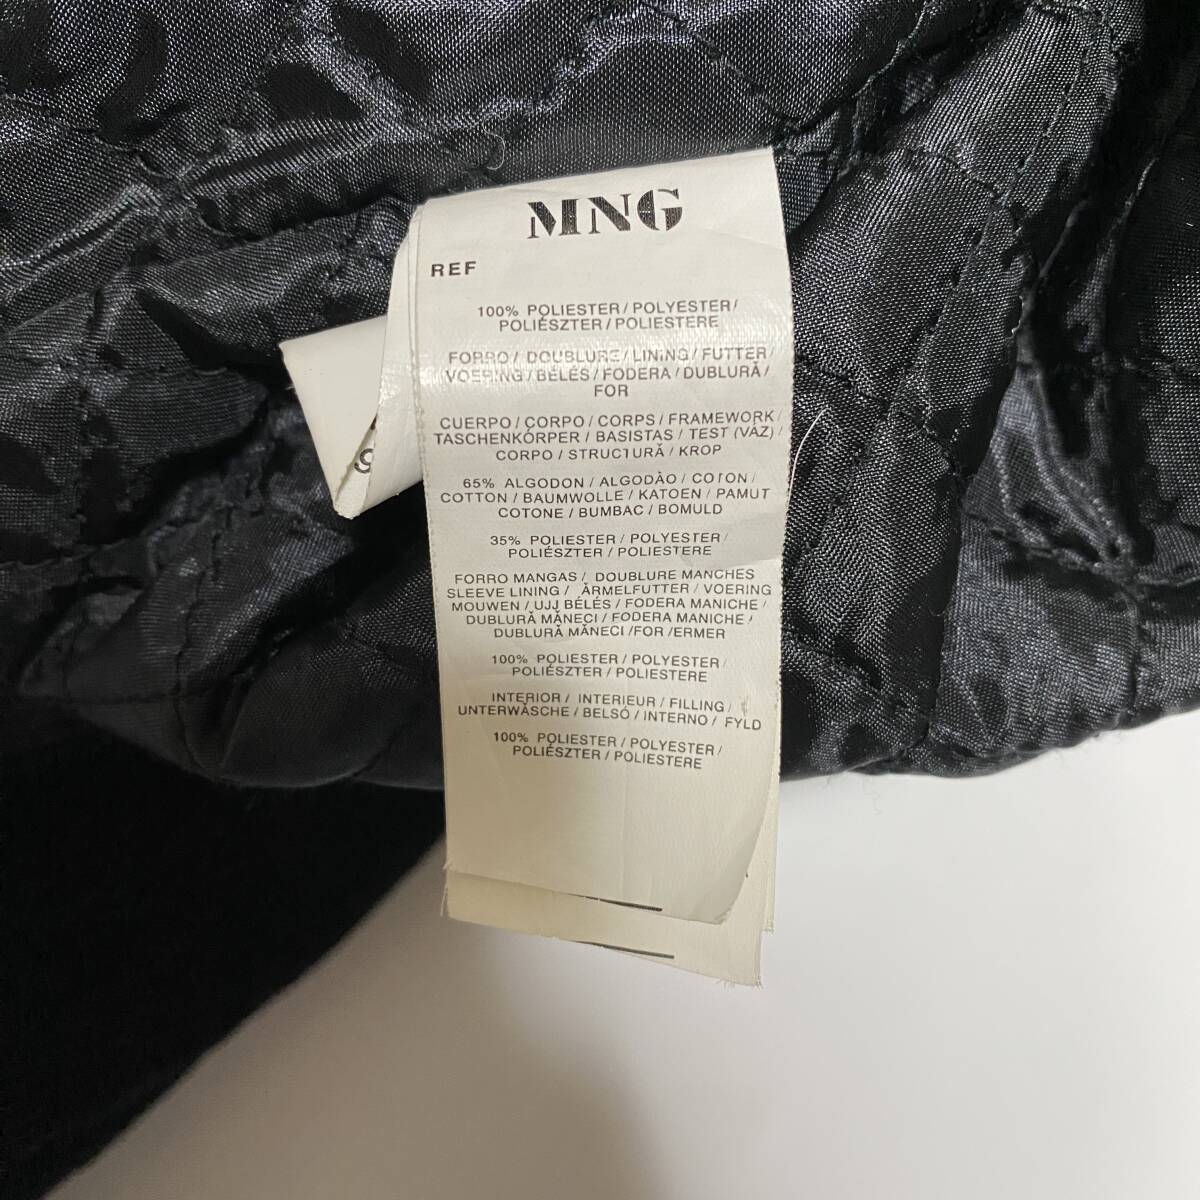 MNG
REF
100% POLIESTER / POLYESTER /
POLIÉSZTER / POLIESTERE
FORRO / DOUBLURE / LINING / FUTTER /
VOERING / BÉLÉS / FODERA / DUBLURĂ /
FOR
CUERPO / CORPO / CORPS / FRAMEWORK /
TASCHENKÖRPER / BASISTAS / TEST (VÁZ) /
CORPO / STRUCTURĂ / KROP
65% ALGODON / ALGODÃO / COTON /
COTTON / BAUMWOLLE / KATOEN / PAMUT
COTONE / BUMBAC / BOMULD
35% POLIESTER / POLYESTER /
POLIÉSZTER / POLIESTERE
FORRO MANGAS / DOUBLURE MANCHES
SLEEVE LINING / ÄRMELFUTTER / VOERING
MOUWEN / UJJ BÉLÉS / FODERA MANICHE /
DUBLURĂ MĂNECI / FODERA MANICHE /
DUBLURĂ MĂNECI /FOR /ERMER
100% POLIESTER / POLYESTER /
POLIÉSZTER / POLIESTERE
INTERIOR / INTERIEUR / FILLING /
UNTERWÄSCHE / BELSÖ / INTERNO / FYLD
100% POLIESTER / POLYESTER /
POLIÉSZTER / POLIESTERE